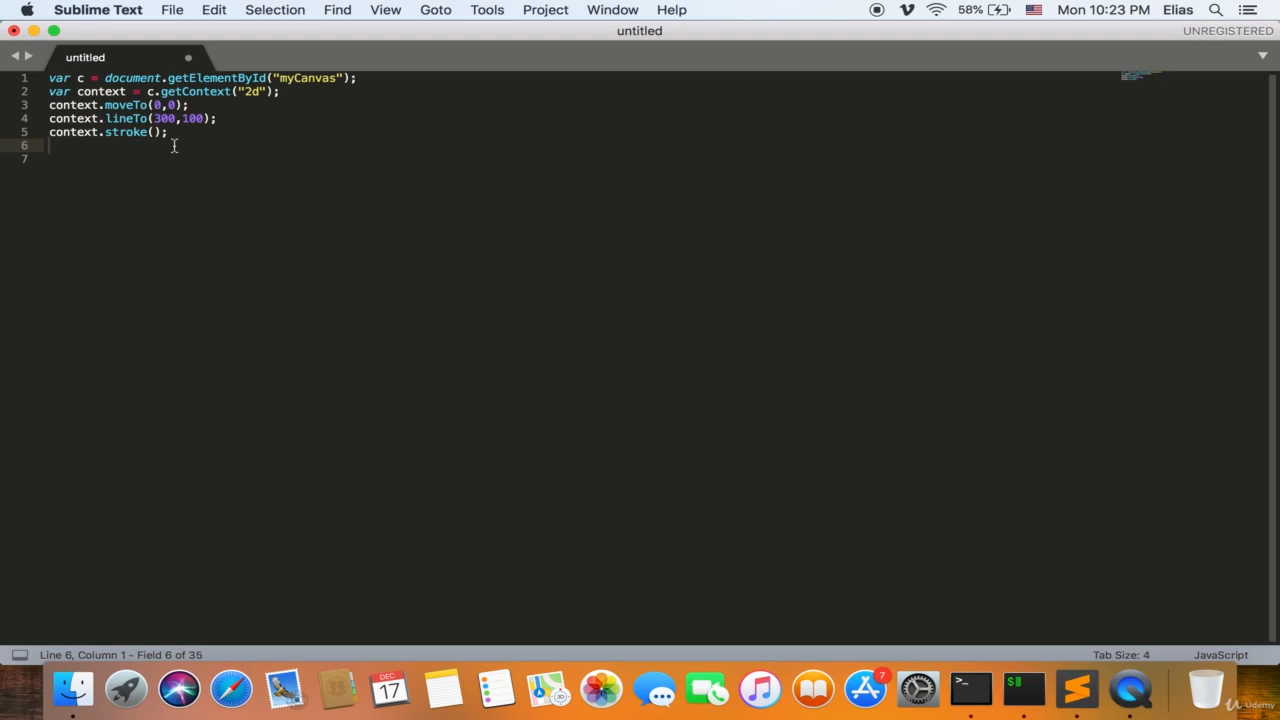 Sublime Text File Edit Selection Find View Goto Tools Project Window Help 58% Mon 10:23 PM Elias
untitled UNREGISTERED
untitled
1 var c = document.getElementById("myCanvas");
2 var context = c.getContext("2d");
3 context.moveTo(0,0);
4 context.lineTo(300,100);
5 context.stroke();
6
7
Line 6, Column 1 - Field 6 of 35 Tab Size: 4 JavaScript
DEC
17
3D
7
>_
$
Udemy